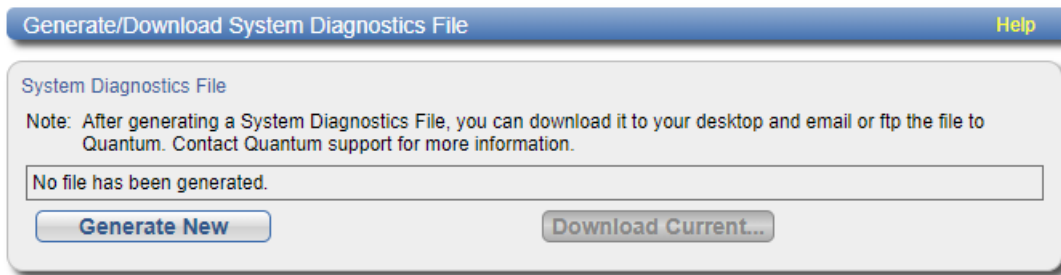 Generate/Download System Diagnostics File Help
System Diagnostics File
Note: After generating a System Diagnostics File, you can download it to your desktop and email or ftp the file to
Quantum. Contact Quantum support for more information.
No file has been generated.
Generate New Download Current...